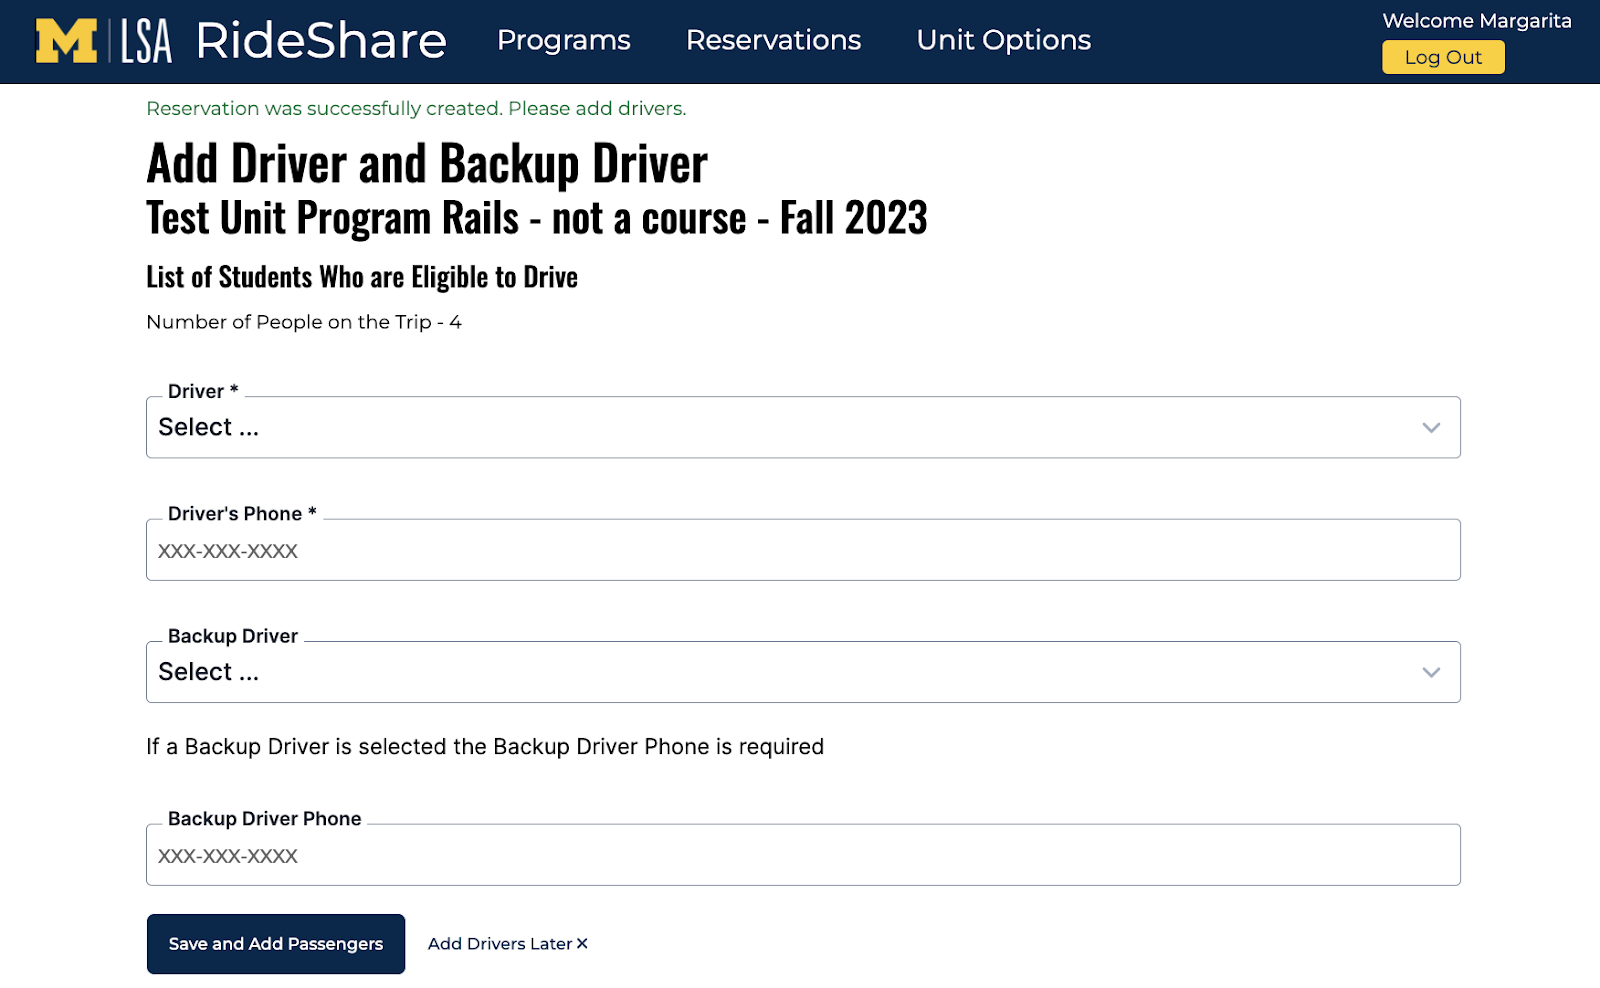 M LSA RideShare Programs Reservations Unit Options Welcome Margarita
Log Out
Reservation was successfully created. Please add drivers.
Add Driver and Backup Driver
Test Unit Program Rails - not a course - Fall 2023
List of Students Who are Eligible to Drive
Number of People on the Trip - 4
Driver *
Select ...
Driver's Phone *
XXX-XXX-XXXX
Backup Driver
Select ...
If a Backup Driver is selected the Backup Driver Phone is required
Backup Driver Phone
XXX-XXX-XXXX
Save and Add Passengers Add Drivers Later ✕